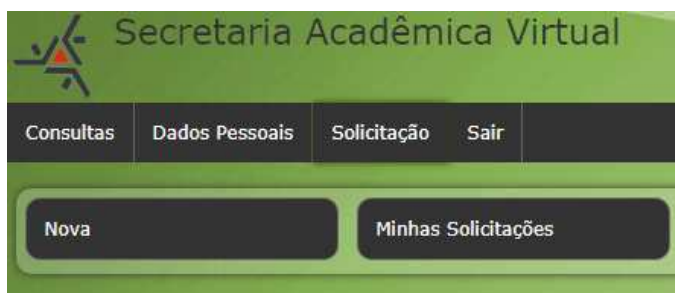 Secretaria Acadêmica Virtual
Consultas Dados Pessoais Solicitação Sair
Nova Minhas Solicitações